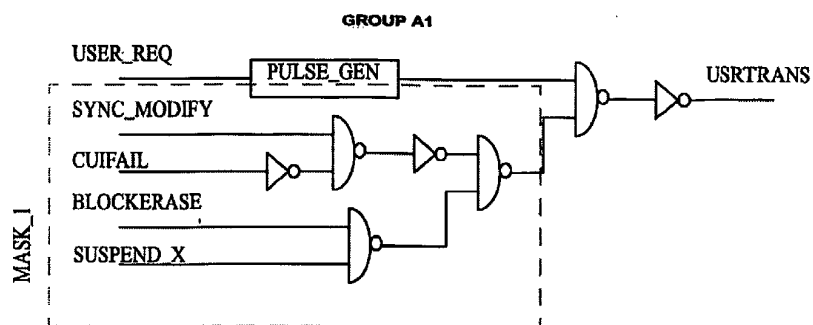 GROUP A1
USER_REQ
PULSE_GEN
USRTRANS
SYNC_MODIFY
CUIFAIL
BLOCKERASE
SUSPEND_X
MASK_1